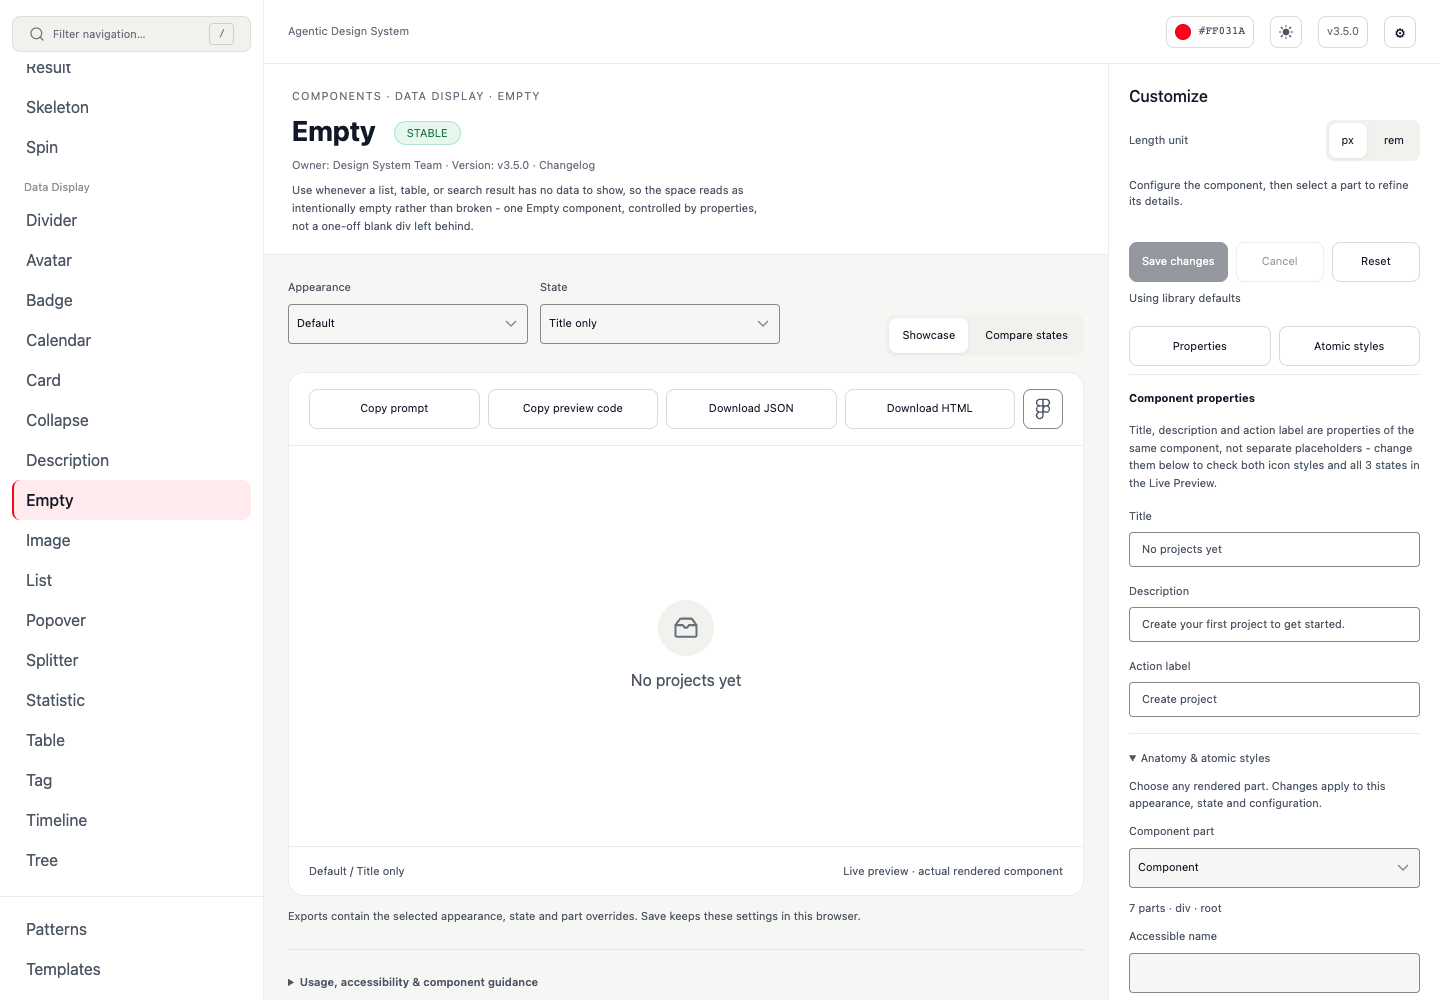 Filter navigation...
/
Result
Skeleton
Spin
Data Display
Divider
Avatar
Badge
Calendar
Card
Collapse
Description
Empty
Image
List
Popover
Splitter
Statistic
Table
Tag
Timeline
Tree
Patterns
Templates
Agentic Design System
#FF031A
v3.5.0
COMPONENTS · DATA DISPLAY · EMPTY
Empty
STABLE
Owner: Design System Team · Version: v3.5.0 · Changelog
Use whenever a list, table, or search result has no data to show, so the space reads as
intentionally empty rather than broken - one Empty component, controlled by properties,
not a one-off blank div left behind.
Appearance
State
Default
Title only
Showcase
Compare states
Copy prompt
Copy preview code
Download JSON
Download HTML
No projects yet
Default / Title only
Live preview · actual rendered component
Exports contain the selected appearance, state and part overrides. Save keeps these settings in this browser.
Usage, accessibility & component guidance
Customize
Length unit
px
rem
Configure the component, then select a part to refine
its details.
Save changes
Cancel
Reset
Using library defaults
Properties
Atomic styles
Component properties
Title, description and action label are properties of the
same component, not separate placeholders - change
them below to check both icon styles and all 3 states in
the Live Preview.
Title
No projects yet
Description
Create your first project to get started.
Action label
Create project
Anatomy & atomic styles
Choose any rendered part. Changes apply to this
appearance, state and configuration.
Component part
Component
7 parts · div · root
Accessible name